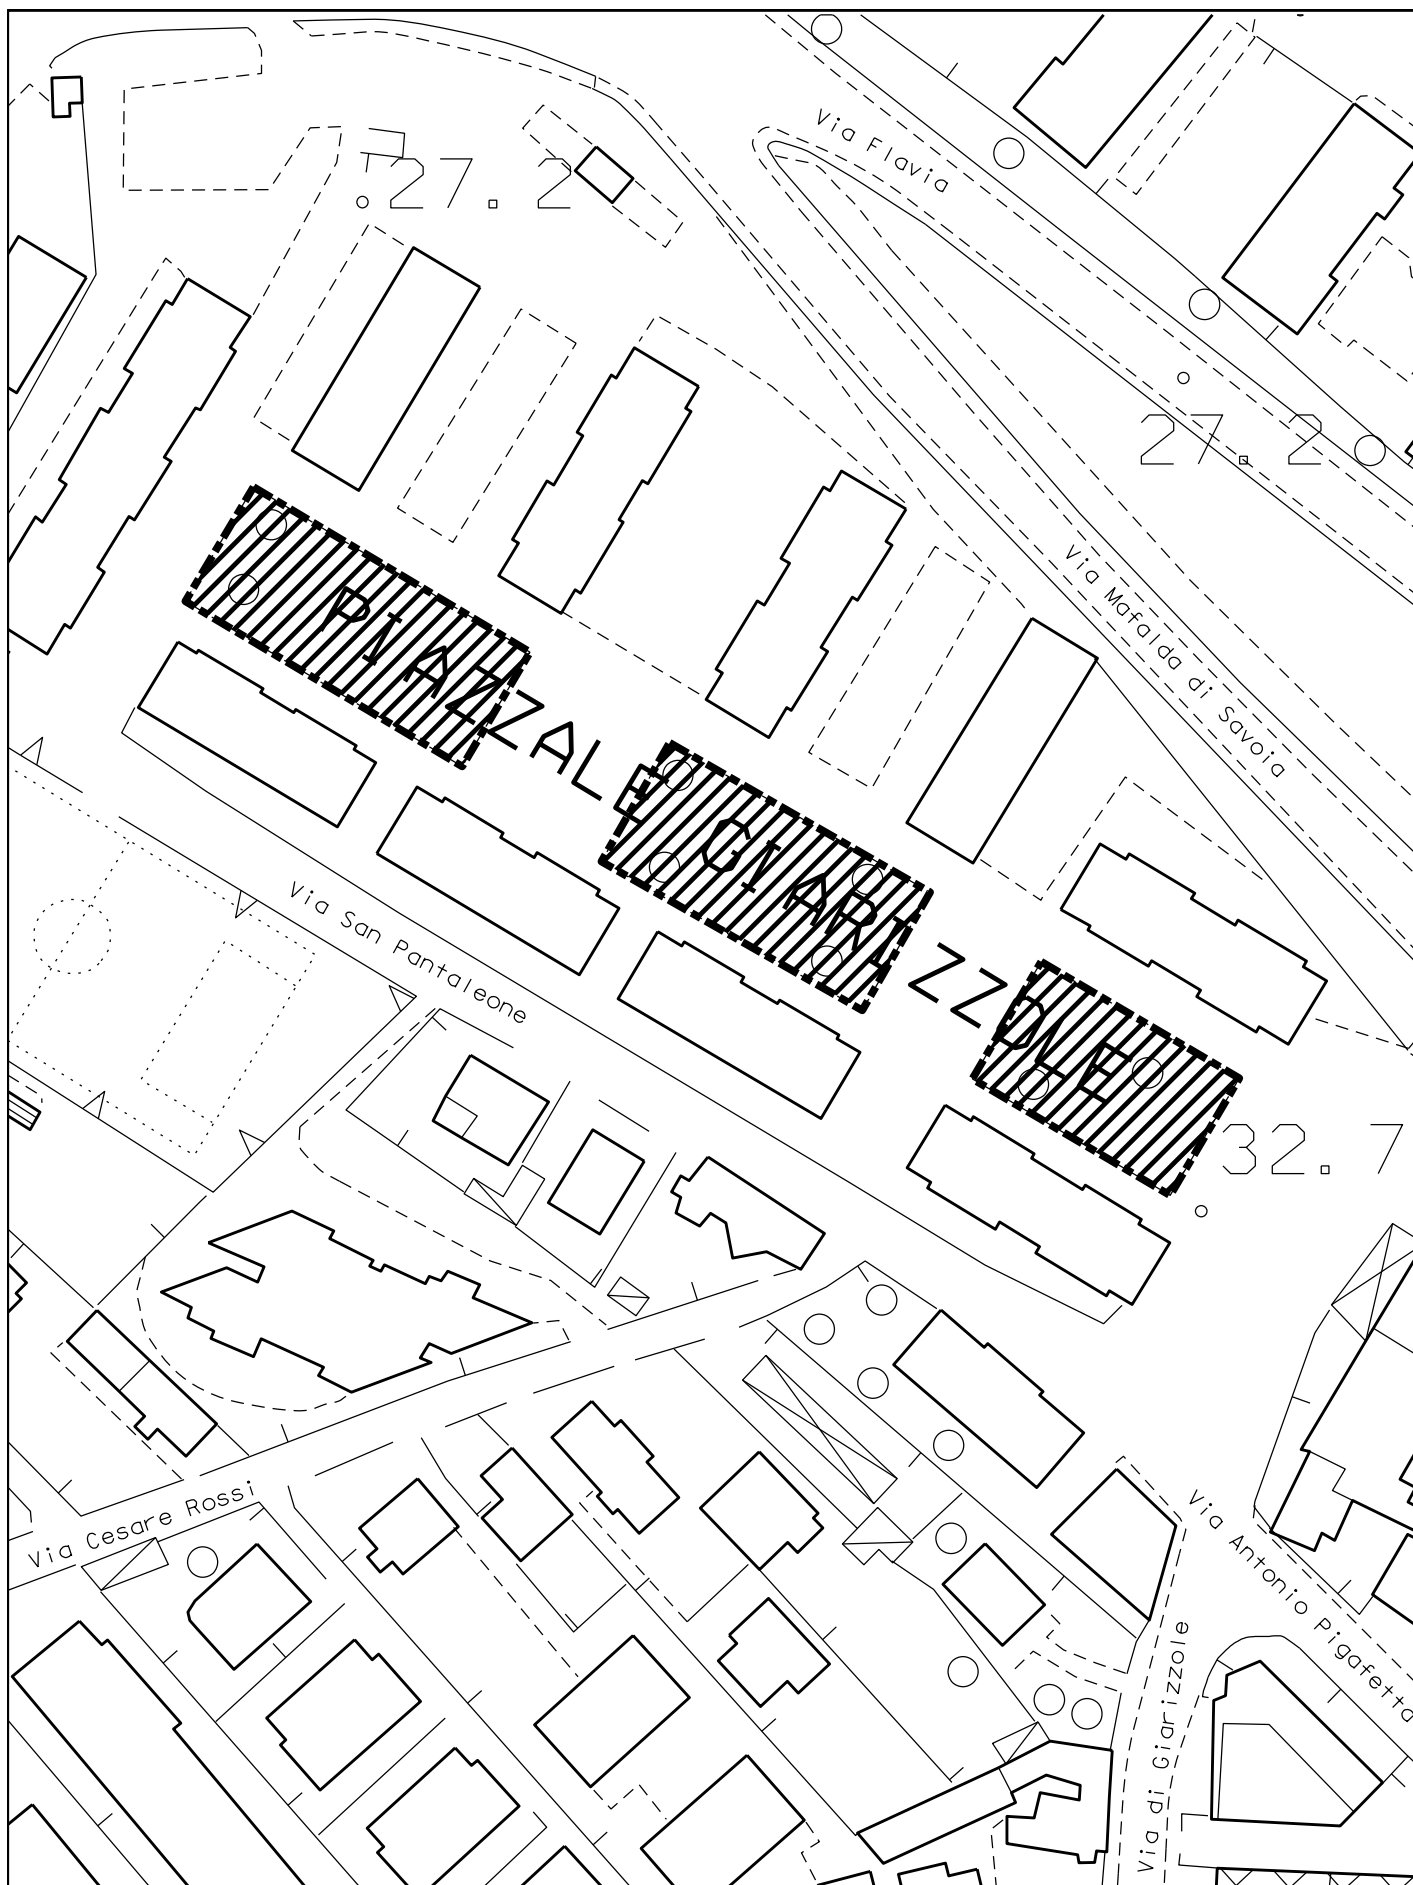 Via Flavia
. 27. 2
27. 2
Via Mafalda di Savoia
PIAZZALE GIARIZZOLE
Via San Pantaleone
32. 7
Via Cesare Rossi
Via Antonio Pigafetta
Via di Giarizzole